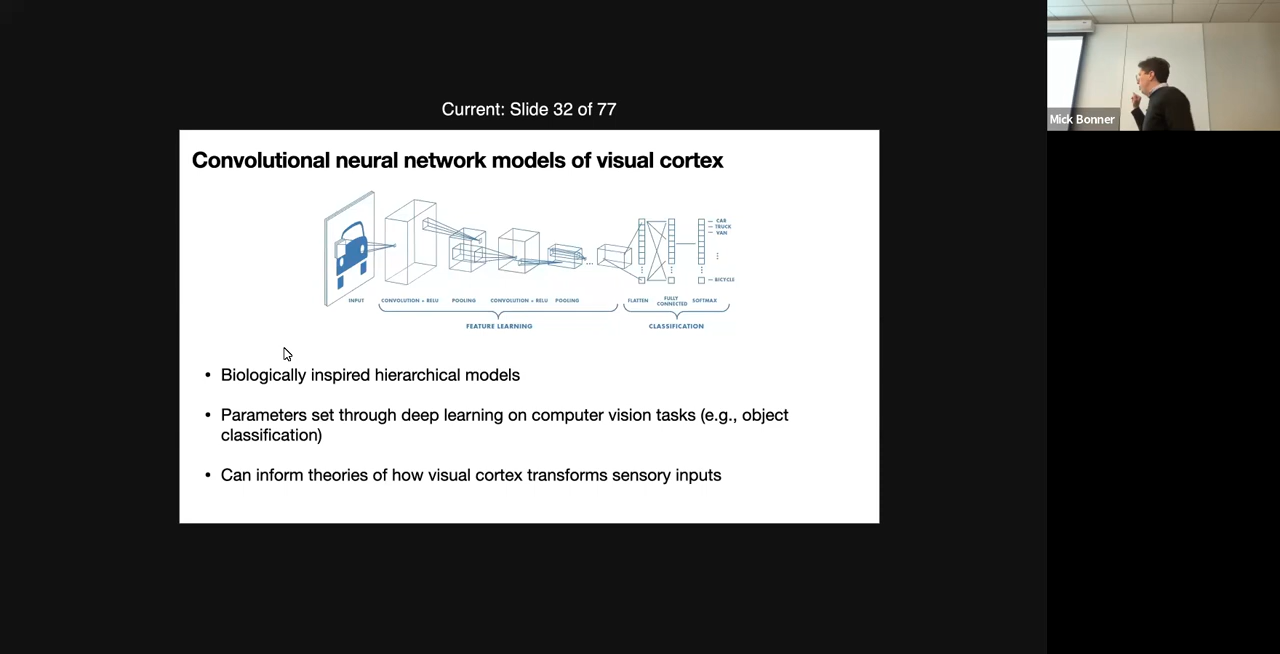 Current: Slide 32 of 77
Mick Bonner
Convolutional neural network models of visual cortex
CAR
TRUCK
VAN
BICYCLE
INPUT
CONVOLUTION + RELU
POOLING
CONVOLUTION + RELU
POOLING
FLATTEN
FULLY
CONNECTED
SOFTMAX
FEATURE LEARNING
CLASSIFICATION
• Biologically inspired hierarchical models
• Parameters set through deep learning on computer vision tasks (e.g., object
classification)
• Can inform theories of how visual cortex transforms sensory inputs